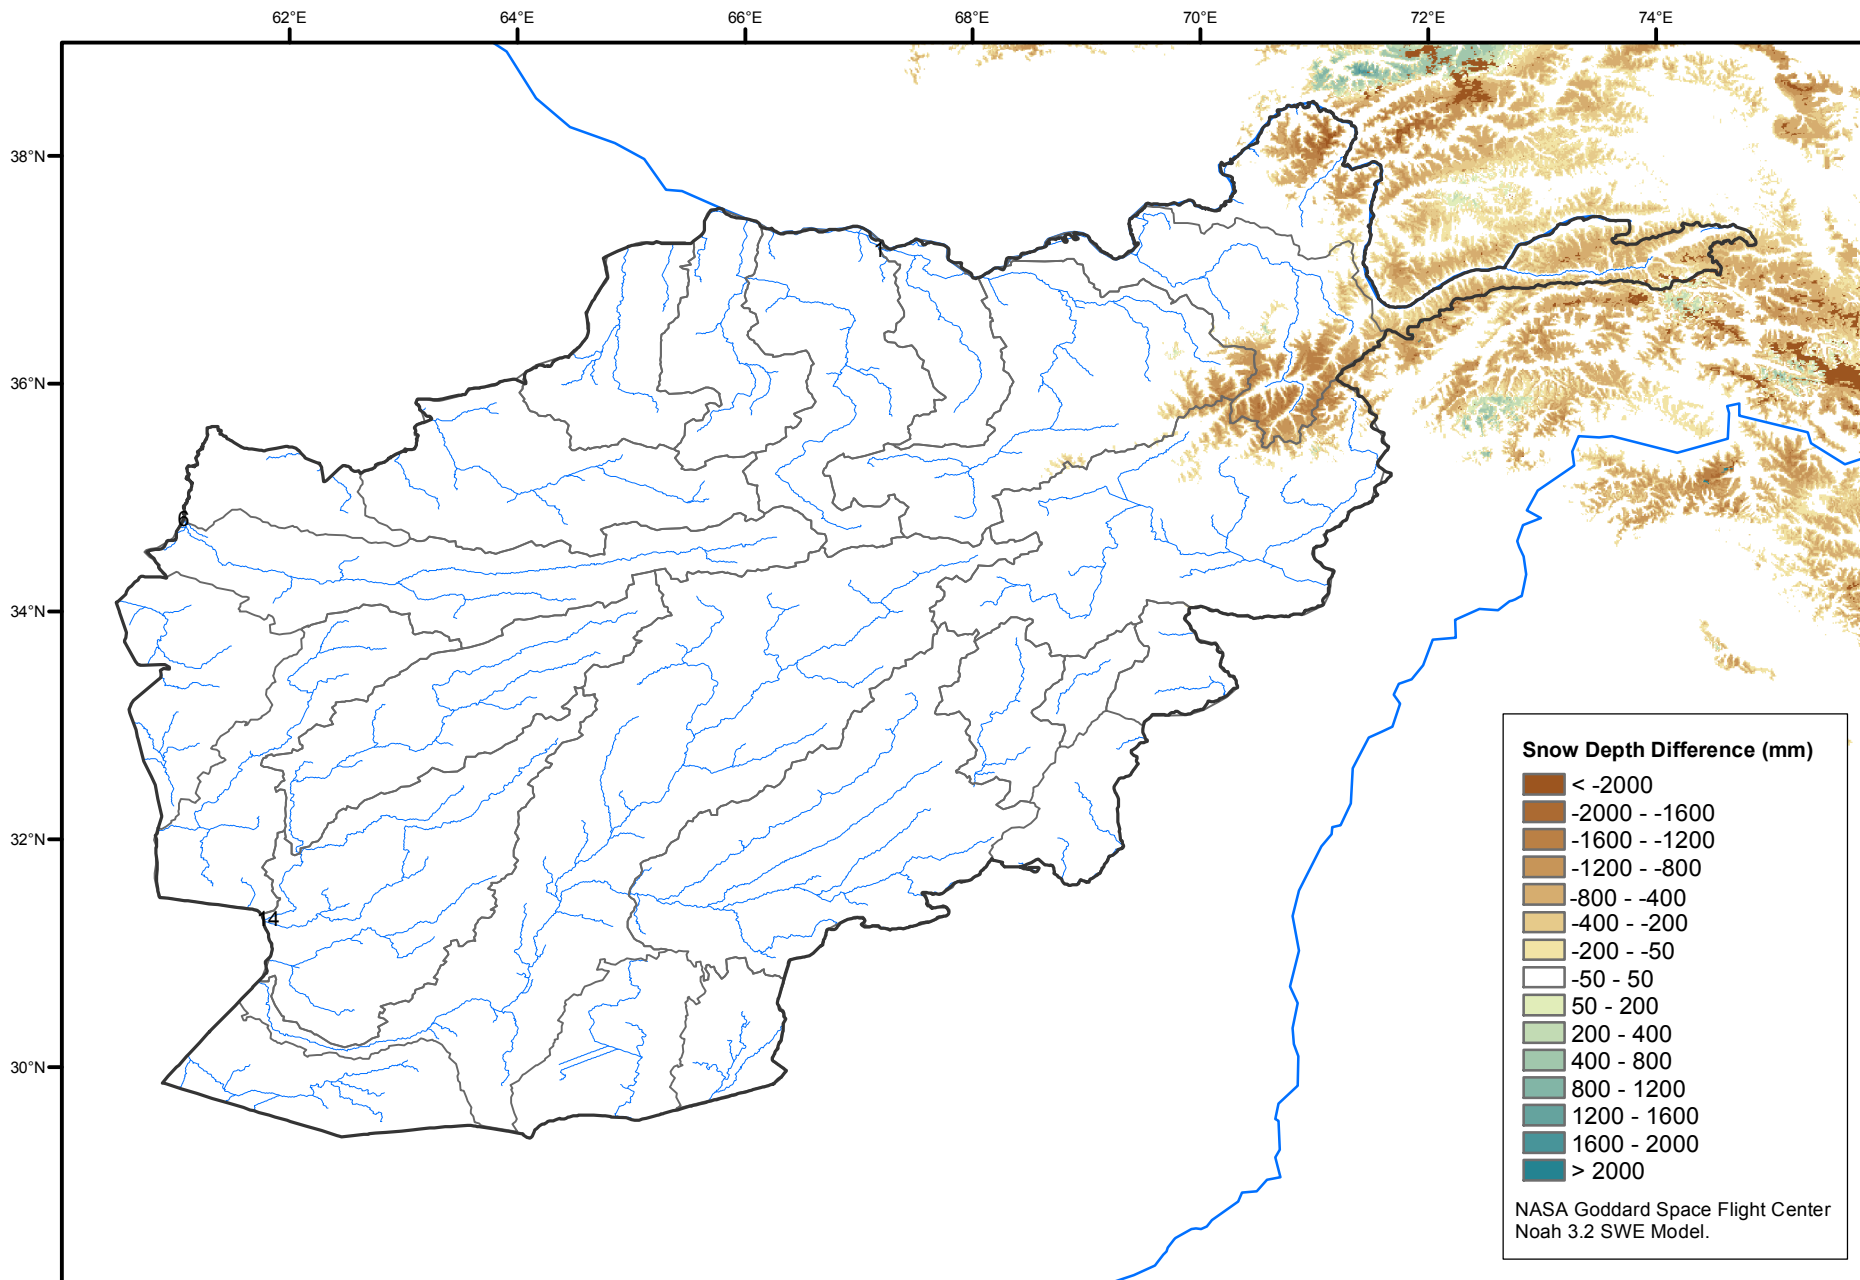 62°E 64°E 66°E 68°E 70°E 72°E 74°E
38°N
1
36°N
6
34°N
32°N
14
30°N
Snow Depth Difference (mm)
< -2000
-2000 - -1600
-1600 - -1200
-1200 - -800
-800 - -400
-400 - -200
-200 - -50
-50 - 50
50 - 200
200 - 400
400 - 800
800 - 1200
1200 - 1600
1600 - 2000
> 2000
NASA Goddard Space Flight Center
Noah 3.2 SWE Model.